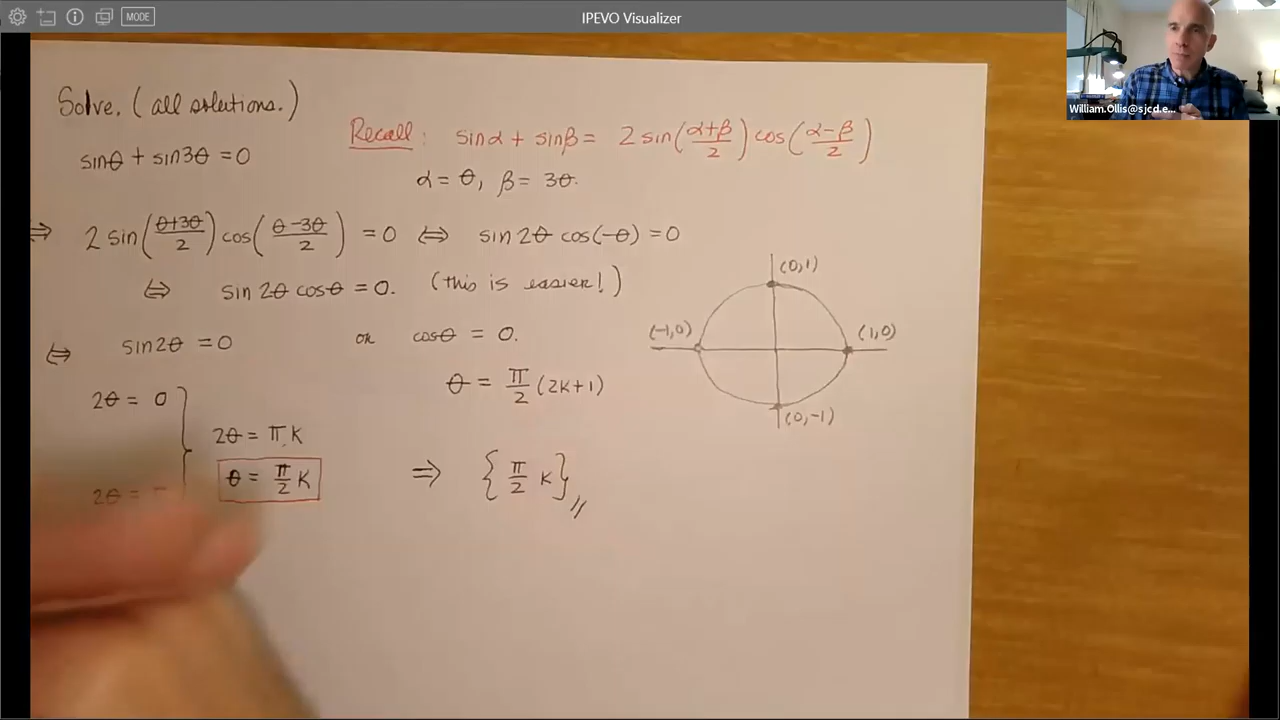 MODE
IPEVO Visualizer
William.Ollis@sjcd.e...
Solve. (all solutions.)
sinθ + sin3θ = 0
Recall: sinα + sinβ = 2 sin((α+β)/2) cos((α-β)/2)
α = θ, β = 3θ.
⇔ 2 sin((θ+3θ)/2) cos((θ-3θ)/2) = 0 ⇔ sin 2θ cos(-θ) = 0
⇔ sin 2θ cosθ = 0. (this is easier!)
⇔ sin2θ = 0 or cosθ = 0.
θ = π/2 (2k+1)
2θ = 0
2θ = πk
2θ =
θ = π/2 k
⇒ {π/2 k}
(0,1)
(-1,0)
(1,0)
(0,-1)